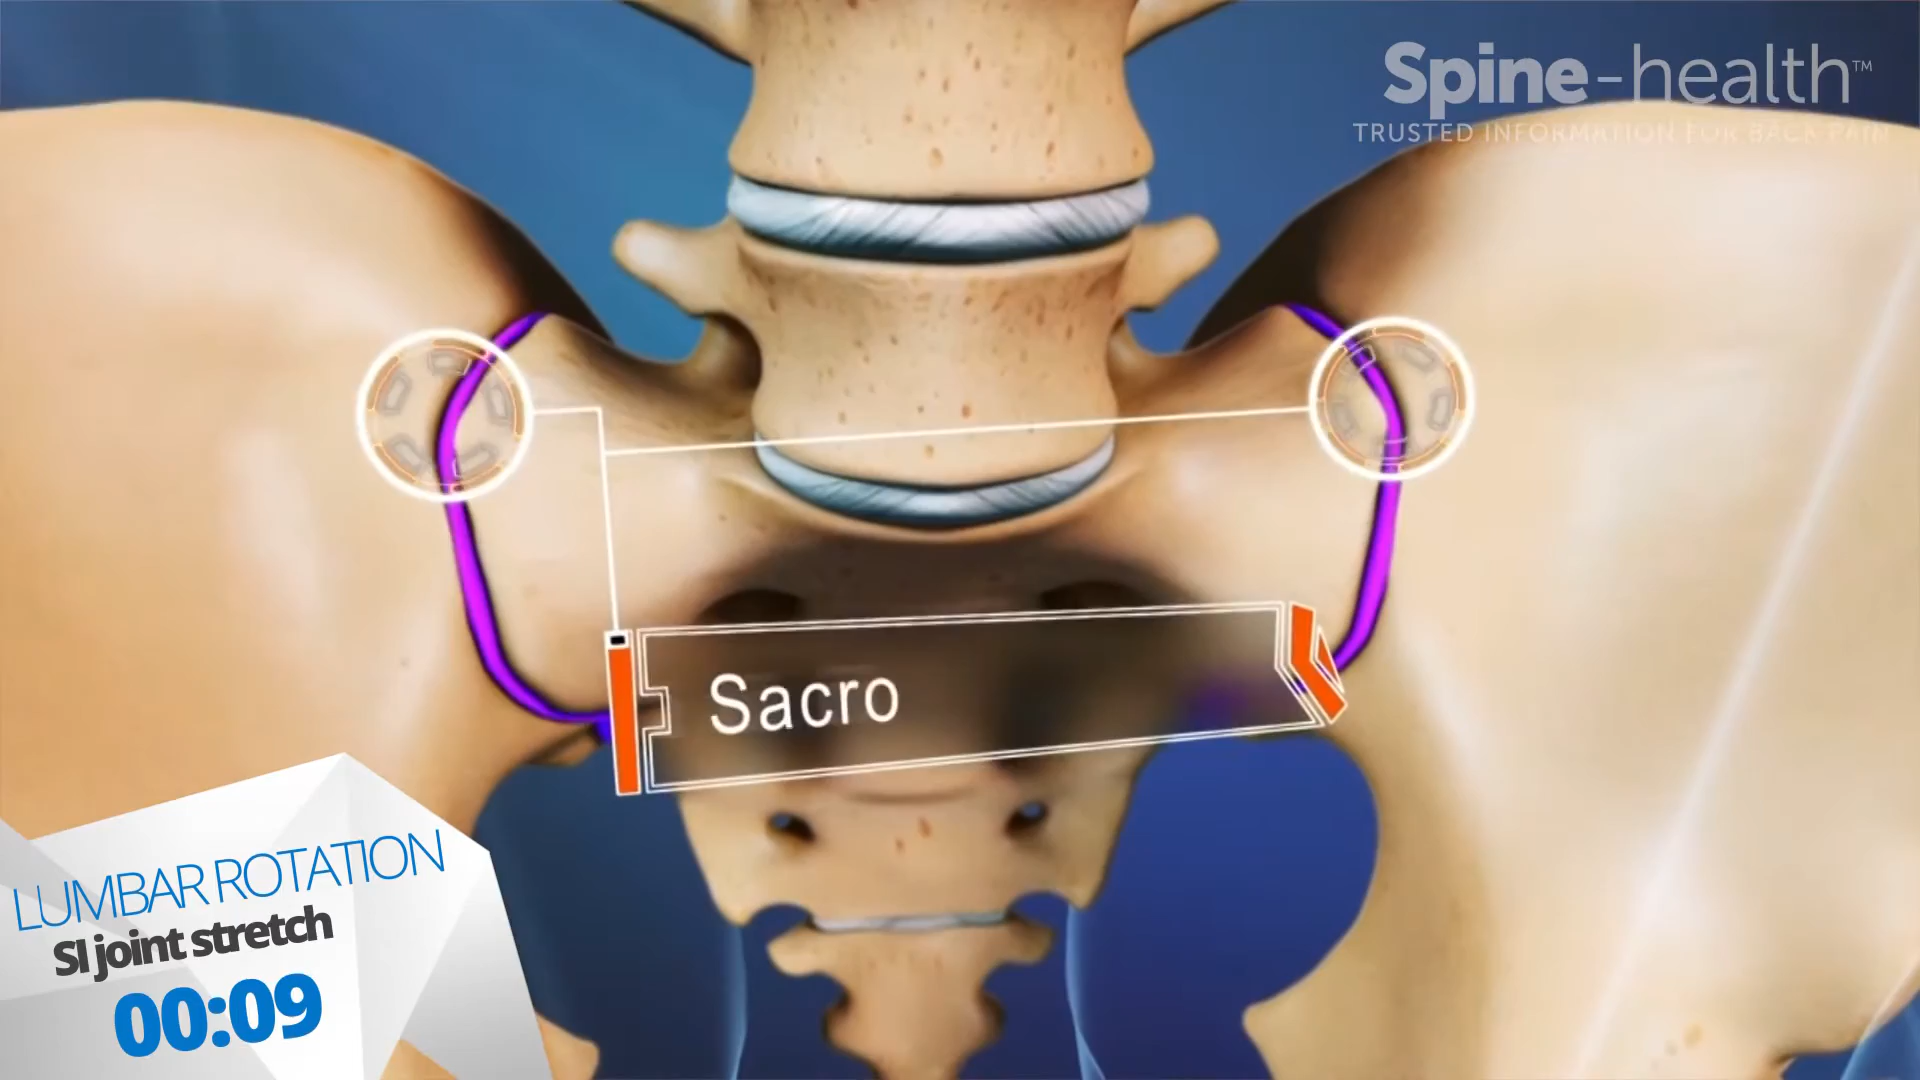 Spine-health™
TRUSTED INFORMATION FOR BACK PAIN
Sacro
LUMBAR ROTATION
SI joint stretch
00:09